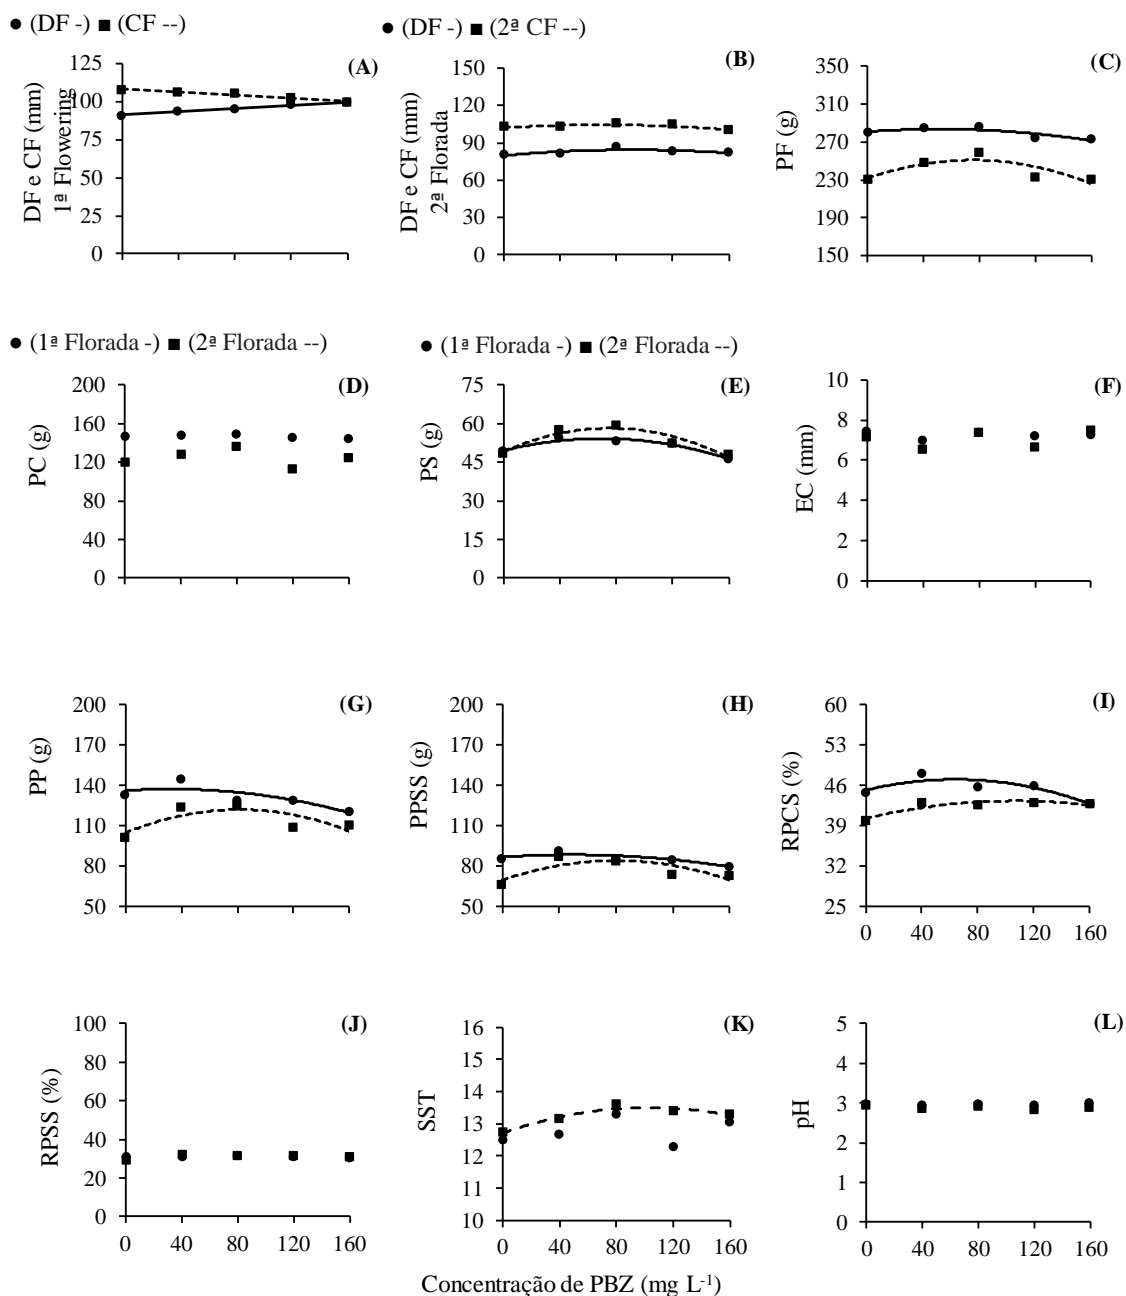 ● (DF -) ■ (CF --)
● (DF -) ■ (2ª CF --)
(A)
DF e CF (mm)
1ª Flowering
125
100
75
50
25
0
(B)
DF e CF (mm)
2ª Florada
150
120
90
60
30
0
(C)
PF (g)
350
310
270
230
190
150
● (1ª Florada -) ■ (2ª Florada --)
● (1ª Florada -) ■ (2ª Florada --)
(D)
PC (g)
200
160
120
80
40
0
(E)
PS (g)
75
60
45
30
15
0
(F)
EC (mm)
10
8
6
4
2
0
(G)
PP (g)
200
170
140
110
80
50
(H)
PPSS (g)
200
170
140
110
80
50
(I)
RPCS (%)
60
53
46
39
32
25
0 40 80 120 160
(J)
RPSS (%)
100
80
60
40
20
0
0 40 80 120 160
(K)
SST
16
15
14
13
12
11
10
0 40 80 120 160
(L)
pH
5
4
3
2
1
0
0 40 80 120 160
Concentração de PBZ (mg L⁻¹)